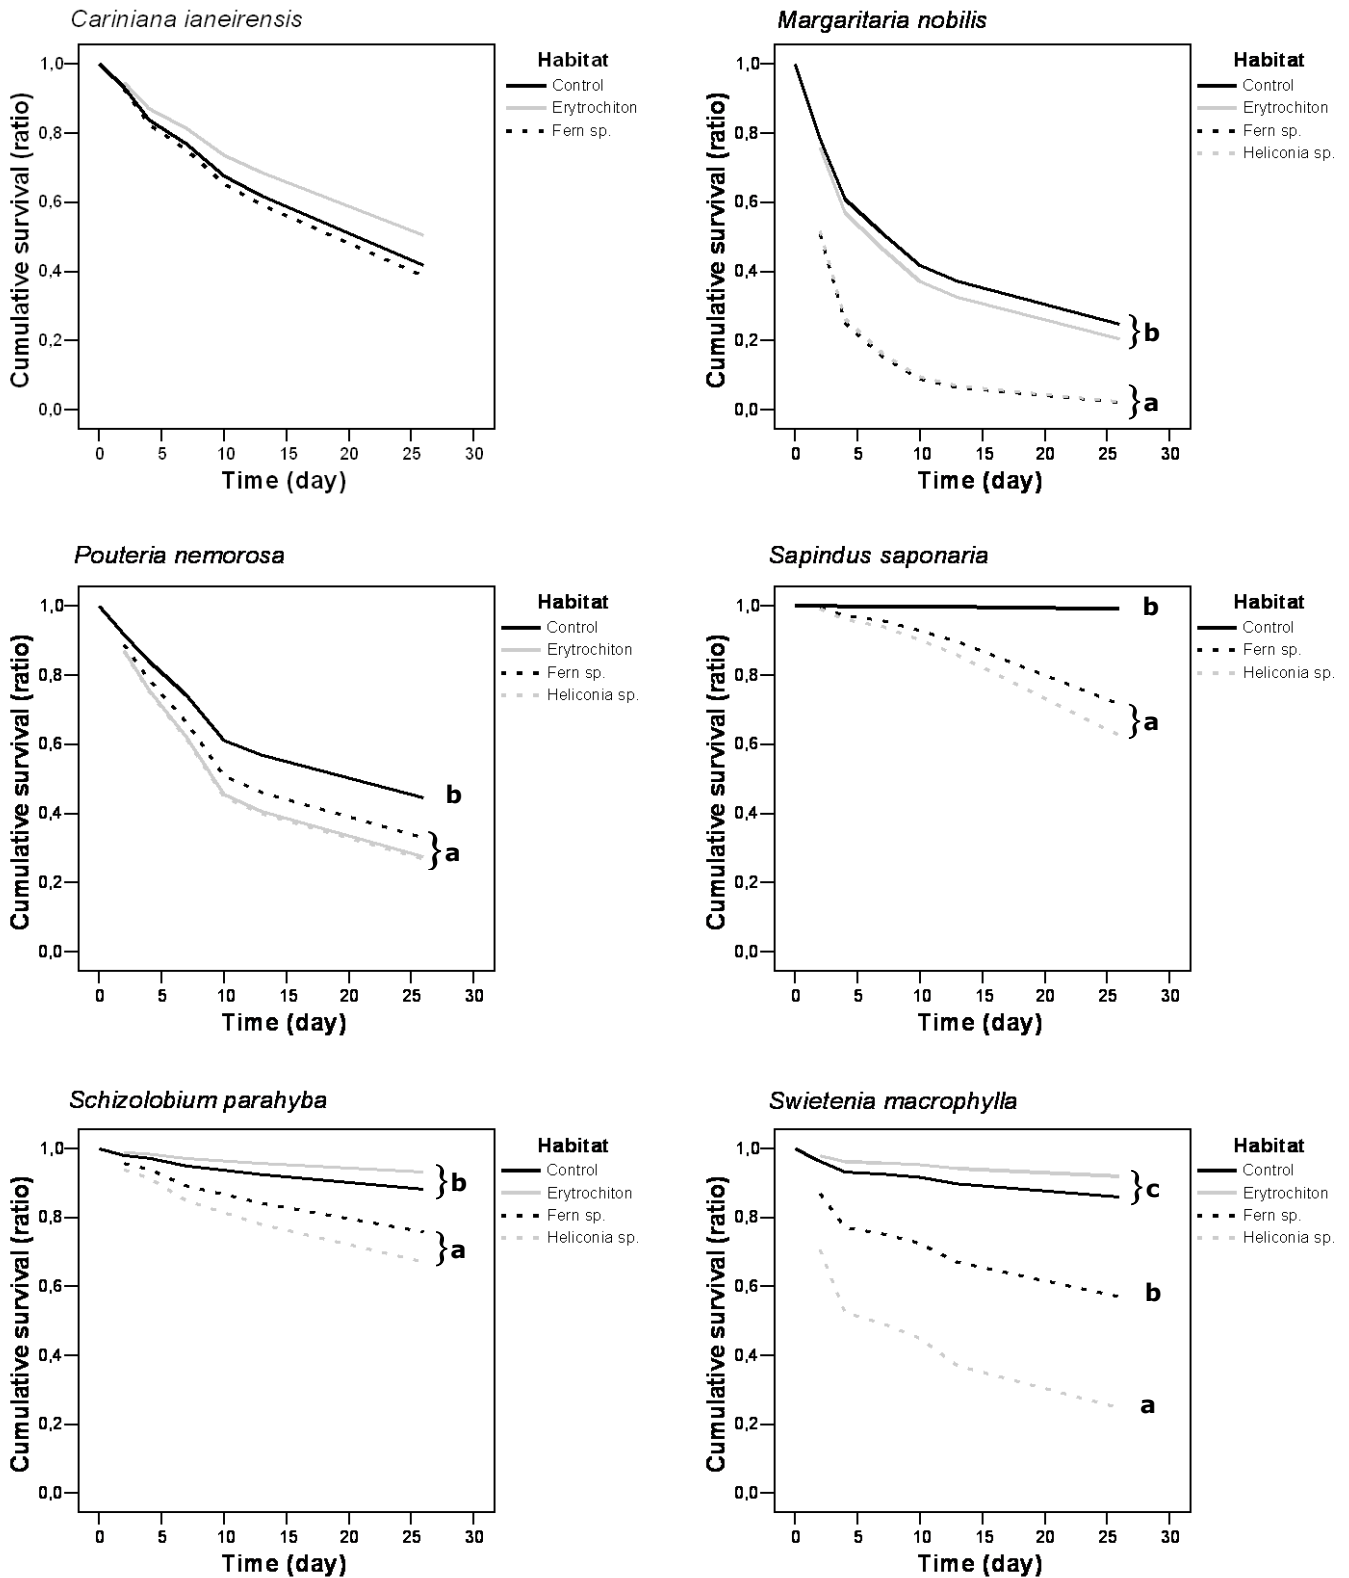 Cariniana ianeirensis
Cumulative survival (ratio)
1,0
0,8
0,6
0,4
0,2
0,0
0 5 10 15 20 25 30
Time (day)
Habitat
Control
Erytrochiton
Fern sp.
Margaritaria nobilis
Cumulative survival (ratio)
1,0
0,8
0,6
0,4
0,2
0,0
0 5 10 15 20 25 30
Time (day)
b
a
Habitat
Control
Erytrochiton
Fern sp.
Heliconia sp.
Pouteria nemorosa
Cumulative survival (ratio)
1,0
0,8
0,6
0,4
0,2
0,0
0 5 10 15 20 25 30
Time (day)
b
a
Habitat
Control
Erytrochiton
Fern sp.
Heliconia sp.
Sapindus saponaria
Cumulative survival (ratio)
1,0
0,8
0,6
0,4
0,2
0,0
0 5 10 15 20 25 30
Time (day)
b
a
Habitat
Control
Fern sp.
Heliconia sp.
Schizolobium parahyba
Cumulative survival (ratio)
1,0
0,8
0,6
0,4
0,2
0,0
0 5 10 15 20 25 30
Time (day)
b
a
Habitat
Control
Erytrochiton
Fern sp.
Heliconia sp.
Swietenia macrophylla
Cumulative survival (ratio)
1,0
0,8
0,6
0,4
0,2
0,0
0 5 10 15 20 25 30
Time (day)
c
b
a
Habitat
Control
Erytrochiton
Fern sp.
Heliconia sp.